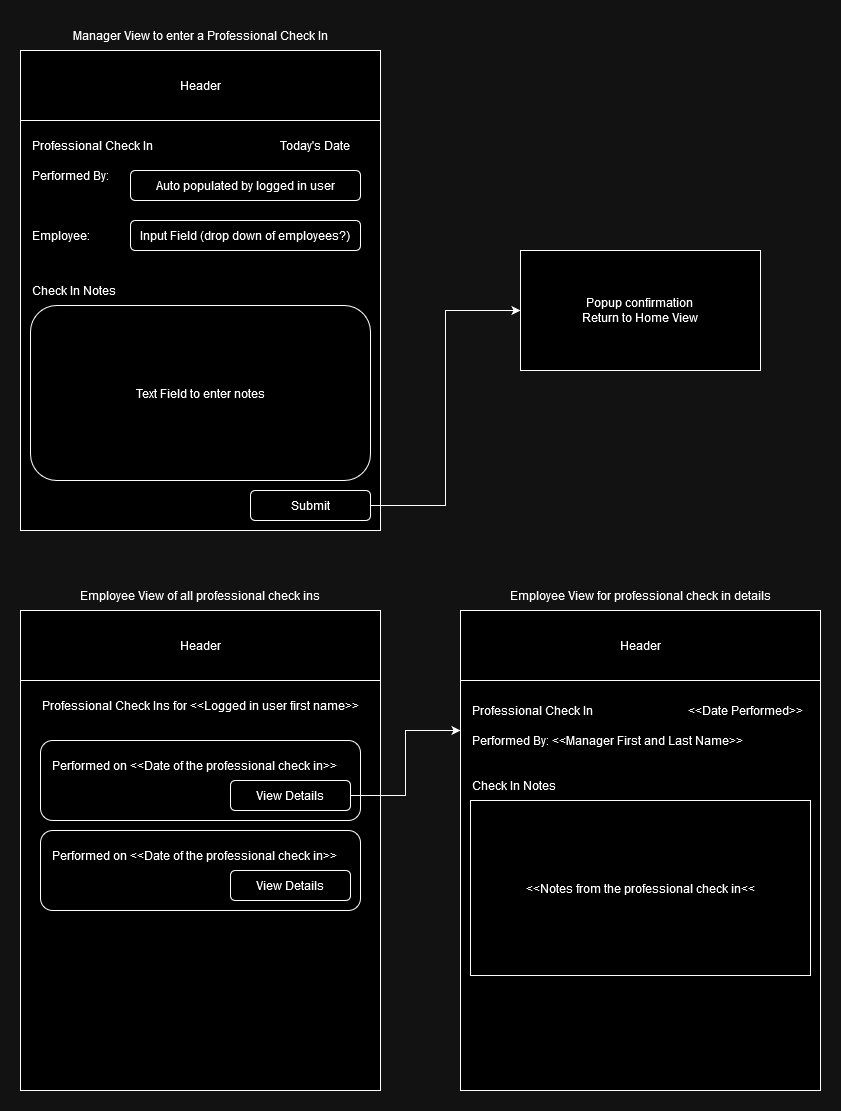 Manager View to enter a Professional Check In
Header
Professional Check In
Today's Date
Performed By:
Auto populated by logged in user
Employee:
Input Field (drop down of employees?)
Check In Notes
Text Field to enter notes
Submit
Popup confirmation
Return to Home View
Employee View of all professional check ins
Header
Professional Check Ins for <<Logged in user first name>>
Performed on <<Date of the professional check in>>
View Details
Performed on <<Date of the professional check in>>
View Details
Employee View for professional check in details
Header
Professional Check In
<<Date Performed>>
Performed By: <<Manager First and Last Name>>
Check In Notes
<<Notes from the professional check in<<